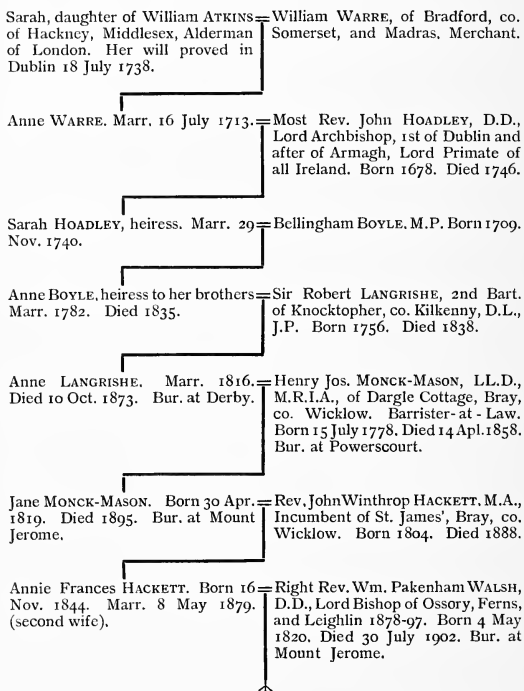 Sarah, daughter of William ATKINS = William WARRE, of Bradford, co.
of Hackney, Middlesex, Alderman Somerset, and Madras. Merchant.
of London. Her will proved in
Dublin 18 July 1738.
Anne WARRE. Marr. 16 July 1713. = Most Rev. John HOADLEY, D.D.,
Lord Archbishop, 1st of Dublin and
after of Armagh, Lord Primate of
all Ireland. Born 1678. Died 1746.
Sarah HOADLEY, heiress. Marr. 29 = Bellingham BOYLE, M.P. Born 1709.
Nov. 1740.
Anne BOYLE, heiress to her brothers = Sir Robert LANGRISHE, 2nd Bart.
Marr. 1782. Died 1835. of Knocktopher, co. Kilkenny, D.L.,
J.P. Born 1756. Died 1838.
Anne LANGRISHE. Marr. 1816. = Henry Jos. MONCK-MASON, LL.D.,
Died 10 Oct. 1873. Bur. at Derby. M.R.I.A., of Dargle Cottage, Bray,
co. Wicklow. Barrister-at-Law.
Born 15 July 1778. Died 14 Apl. 1858.
Bur. at Powerscourt.
Jane MONCK-MASON. Born 30 Apr. = Rev. John Winthrop HACKETT, M.A.,
1819. Died 1895. Bur. at Mount Incumbent of St. James', Bray, co.
Jerome. Wicklow. Born 1804. Died 1888.
Annie Frances HACKETT. Born 16 = Right Rev. Wm. Pakenham WALSH,
Nov. 1844. Marr. 8 May 1879. D.D., Lord Bishop of Ossory, Ferns,
(second wife). and Leighlin 1878-97. Born 4 May
1820. Died 30 July 1902. Bur. at
Mount Jerome.